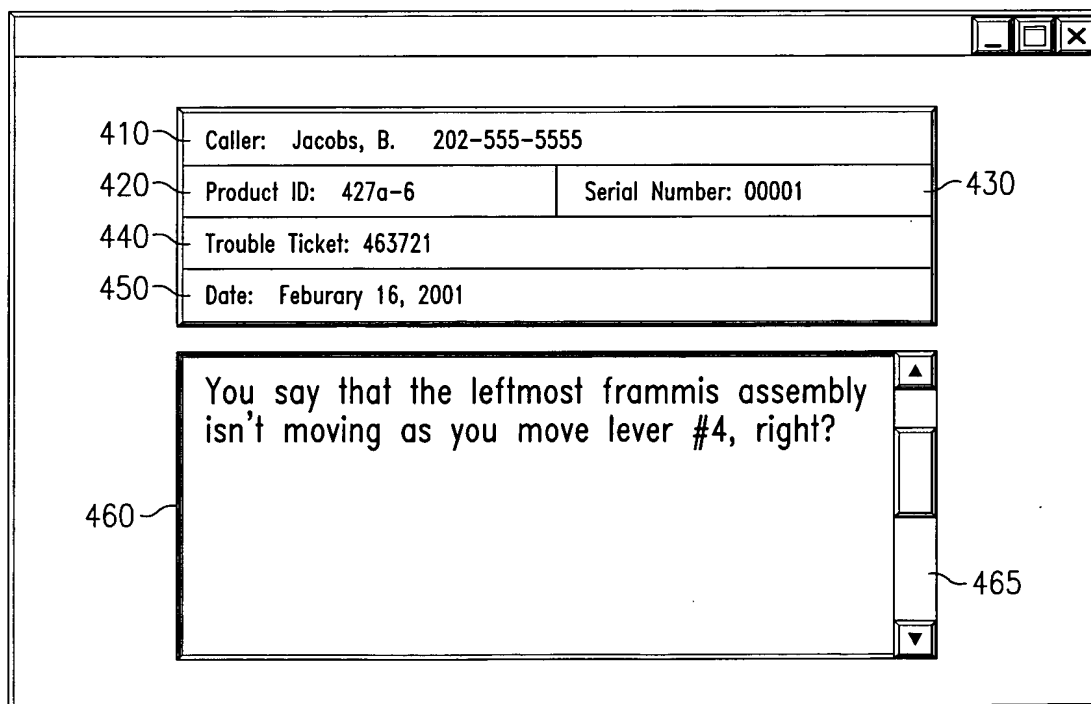 410 Caller: Jacobs, B. 202-555-5555
420 Product ID: 427a-6 Serial Number: 00001 430
440 Trouble Ticket: 463721
450 Date: Feburary 16, 2001
You say that the leftmost frammis assembly
isn't moving as you move lever #4, right?
460
465